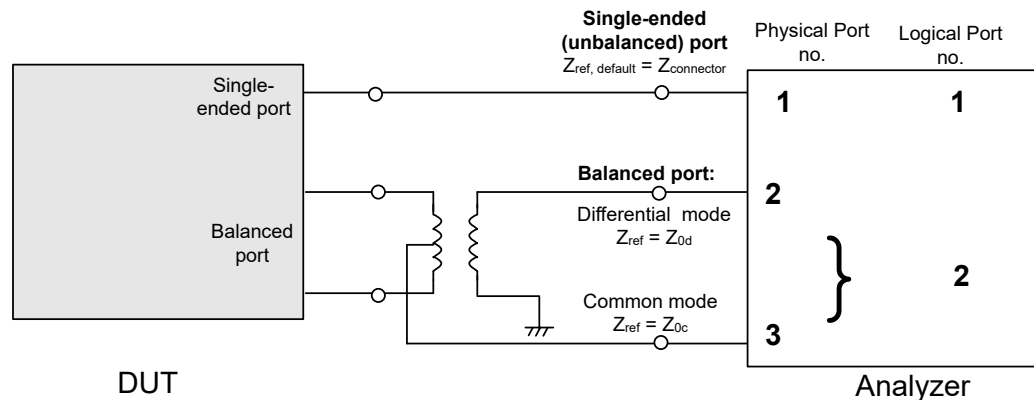 Single-ended
(unbalanced) port
Zref, default = Zconnector
Physical Port
no.
Logical Port
no.
Single-
ended port
1
1
Balanced port:
2
Differential mode
Zref = Z0d
Balanced
port
}
2
Common mode
Zref = Z0c
3
DUT
Analyzer